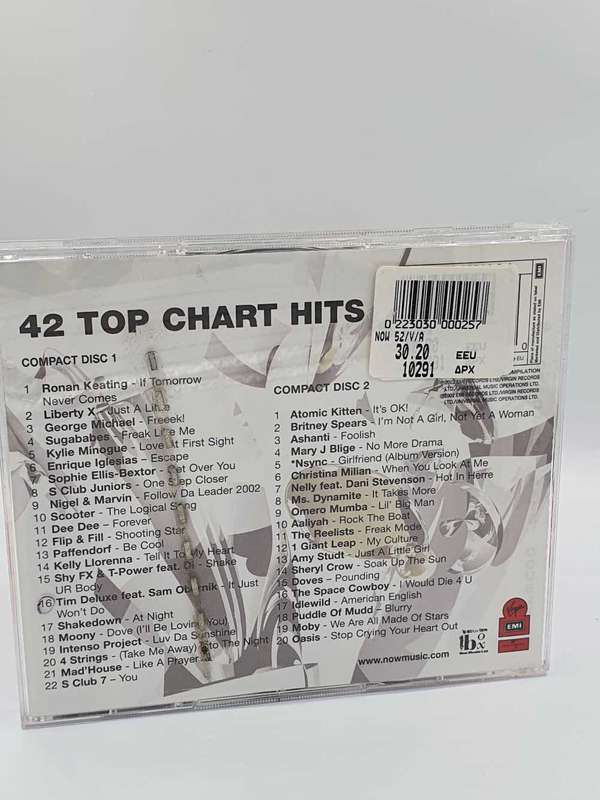 42 TOP CHART HITS
0 223030 000257
NOW 52/V/A
30.20 EEU
10291 ΔΡΧ
EMI
COMPACT DISC 1
1 Ronan Keating - If Tomorrow
Never Comes
2 Liberty X - Just A Little
3 George Michael - Freeek!
4 Sugababes - Freak Like Me
5 Kylie Minogue - Love At First Sight
6 Enrique Iglesias – Escape
7 Sophie Ellis-Bextor - Get Over You
8 S Club Juniors - One Step Closer
9 Nigel & Marvin - Follow Da Leader 2002
10 Scooter - The Logical Song
11 Dee Dee – Forever
12 Flip & Fill - Shooting Star
13 Paffendorf - Be Cool
14 Kelly Llorenna - Tell It To My Heart
15 Shy FX & T-Power feat. Di - Shake
UR Body
16 Tim Deluxe feat. Sam Obernik - It Just
Won't Do
17 Shakedown - At Night
18 Moony - Dove (I'll Be Loving You)
19 Intenso Project - Luv Da Sunshine
20 4 Strings - (Take Me Away) Into The Night
21 Mad'House - Like A Prayer
22 S Club 7 – You
COMPACT DISC 2
1 Atomic Kitten - It's OK!
2 Britney Spears - I'm Not A Girl, Not Yet A Woman
3 Ashanti - Foolish
4 Mary J Blige - No More Drama
5 *Nsync - Girlfriend (Album Version)
6 Christina Milian - When You Look At Me
7 Nelly feat. Dani Stevenson - Hot In Herre
8 Ms. Dynamite - It Takes More
9 Omero Mumba - Lil' Big Man
10 Aaliyah - Rock The Boat
11 The Reelists - Freak Mode
12 1 Giant Leap - My Culture
13 Amy Studt - Just A Little Girl
14 Sheryl Crow - Soak Up The Sun
15 Doves - Pounding
16 The Space Cowboy - I Would Die 4 U
17 Idlewild - American English
18 Puddle Of Mudd - Blurry
19 Moby - We Are All Made Of Stars
20 Oasis - Stop Crying Your Heart Out
www.nowmusic.com
box
Virgin
EMI